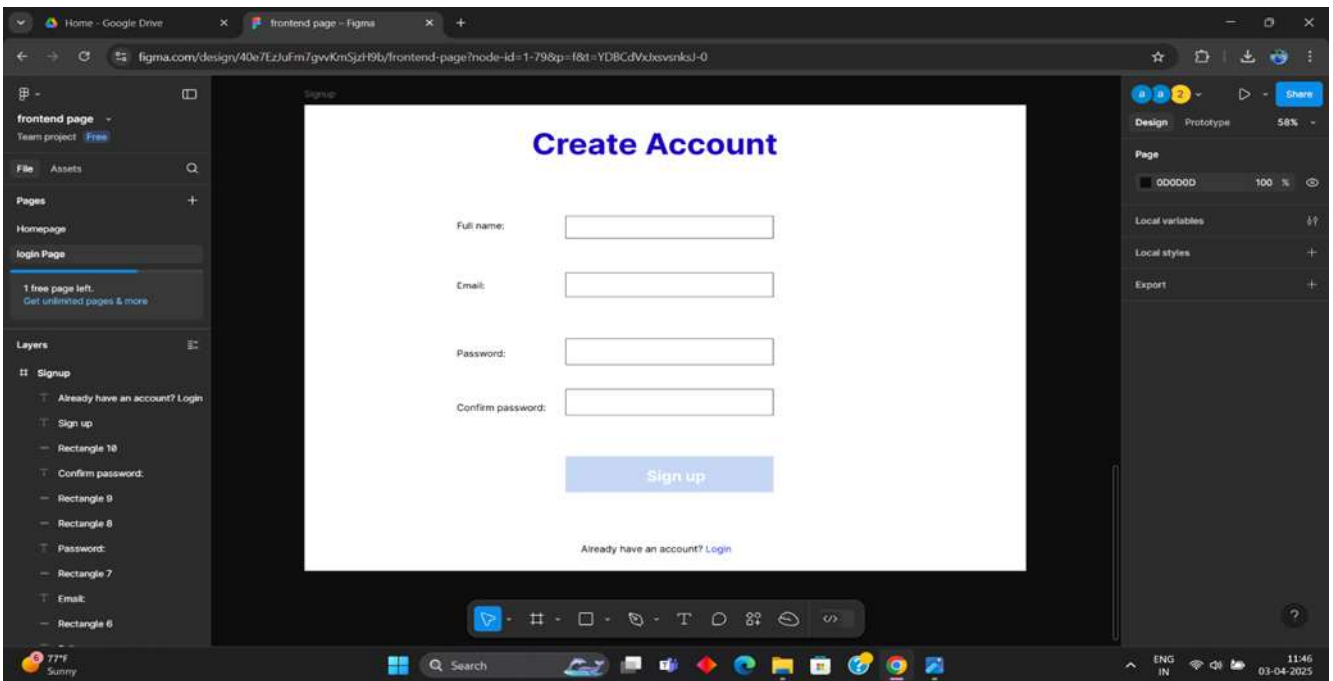 Home - Google Drive
frontend page – Figma
figma.com/design/40e7EzJuFm7gvvKmSjzH9b/frontend-page?node-id=1-79&p=f&t=YDBCdVxJxsvsnksJ-0
frontend page
Team project Free
File Assets
Pages
Homepage
login Page
1 free page left.
Get unlimited pages & more
Layers
Signup
Already have an account? Login
Sign up
Rectangle 10
Confirm password:
Rectangle 9
Rectangle 8
Password:
Rectangle 7
Email:
Rectangle 6
Signup
Create Account
Full name:
Email:
Password:
Confirm password:
Sign up
Already have an account? Login
a a 2
Share
Design Prototype 58%
Page
0D0D0D 100 %
Local variables
Local styles
Export
?
6
77°F
Sunny
Search
ENG
IN
11:46
03-04-2025